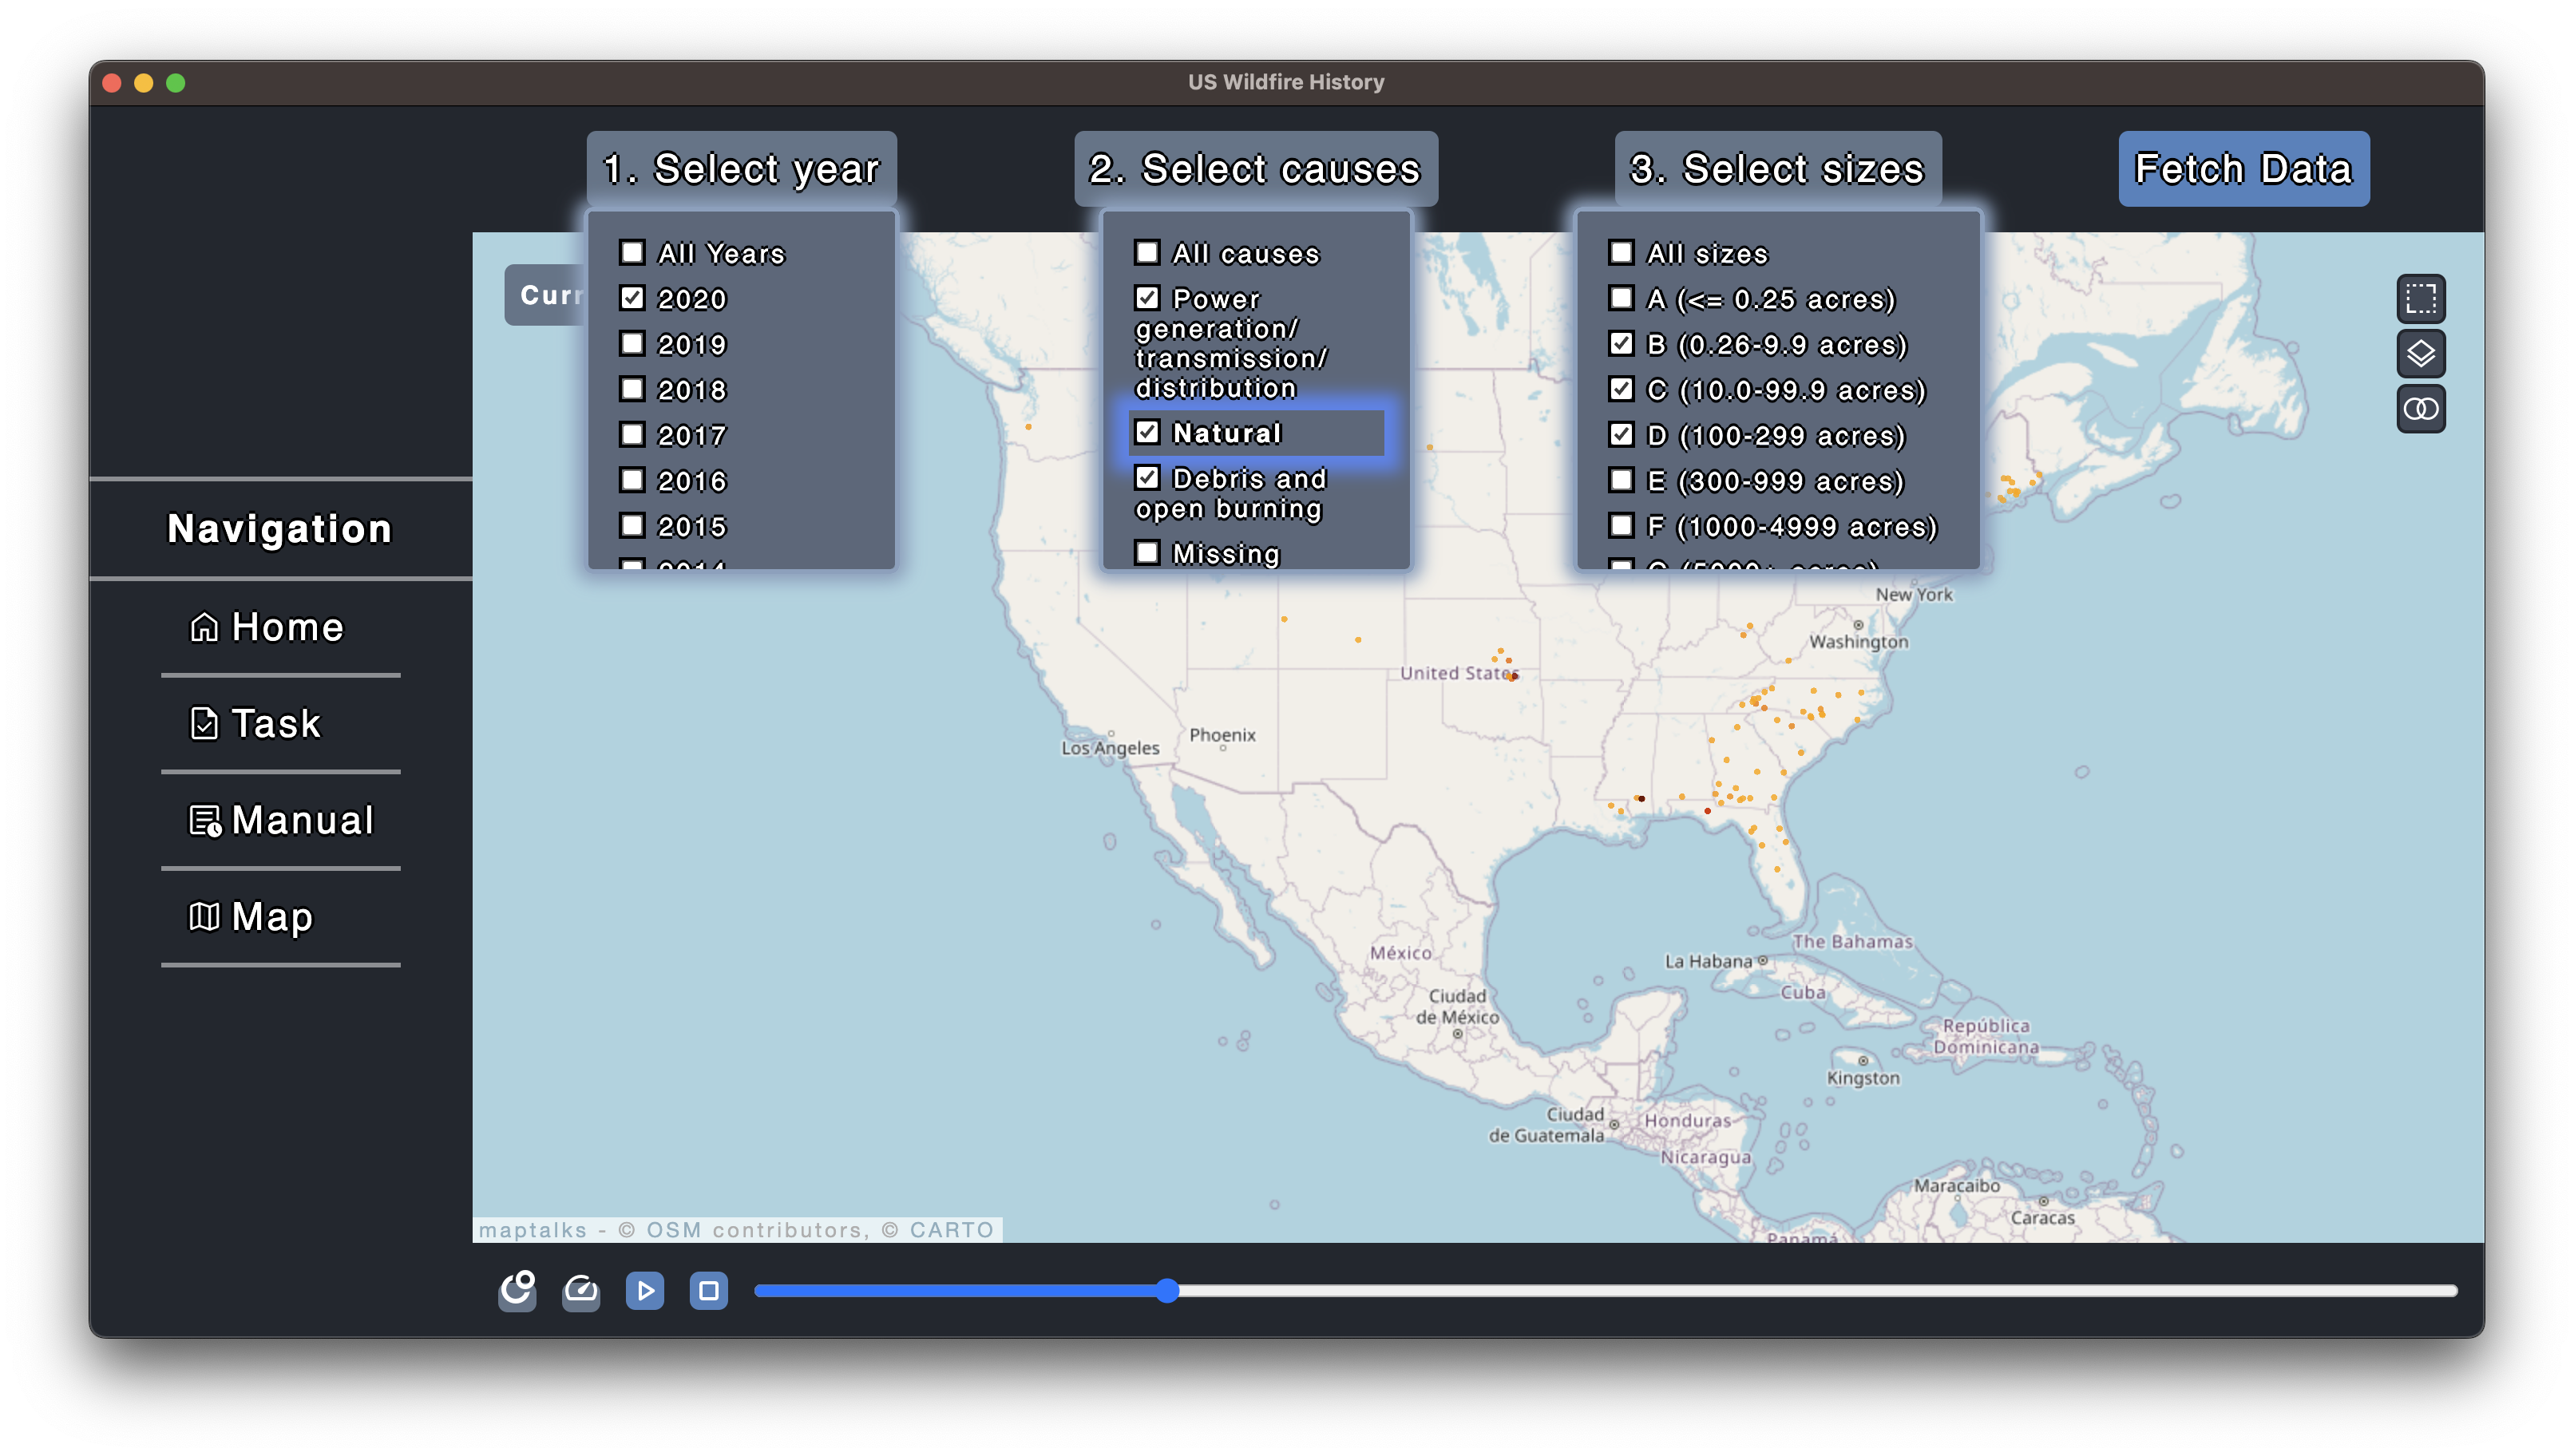 US Wildfire History
1. Select year
2. Select causes
3. Select sizes
Fetch Data
All Years
2020
2019
2018
2017
2016
2015
2014
All causes
Power
generation/
transmission/
distribution
Natural
Debris and
open burning
Missing
All sizes
A (<= 0.25 acres)
B (0.26-9.9 acres)
C (10.0-99.9 acres)
D (100-299 acres)
E (300-999 acres)
F (1000-4999 acres)
G (5000+ acres)
Curr
Navigation
Home
Task
Manual
Map
New York
Washington
United States
Phoenix
Los Angeles
México
La Habana
The Bahamas
Cuba
Ciudad
de México
República
Dominicana
Kingston
Ciudad
de Guatemala
Honduras
Nicaragua
Maracaibo
Caracas
Panamá
maptalks - © OSM contributors, © CARTO